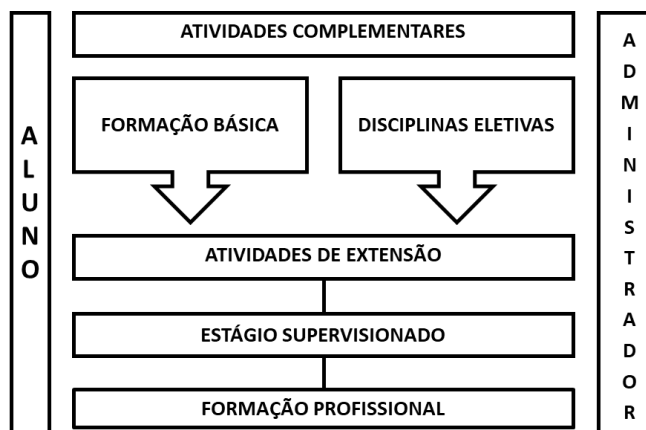 ATIVIDADES COMPLEMENTARES
FORMAÇÃO BÁSICA
DISCIPLINAS ELETIVAS
ATIVIDADES DE EXTENSÃO
ESTÁGIO SUPERVISIONADO
FORMAÇÃO PROFISSIONAL
ALUNO
ADMINISTRADOR